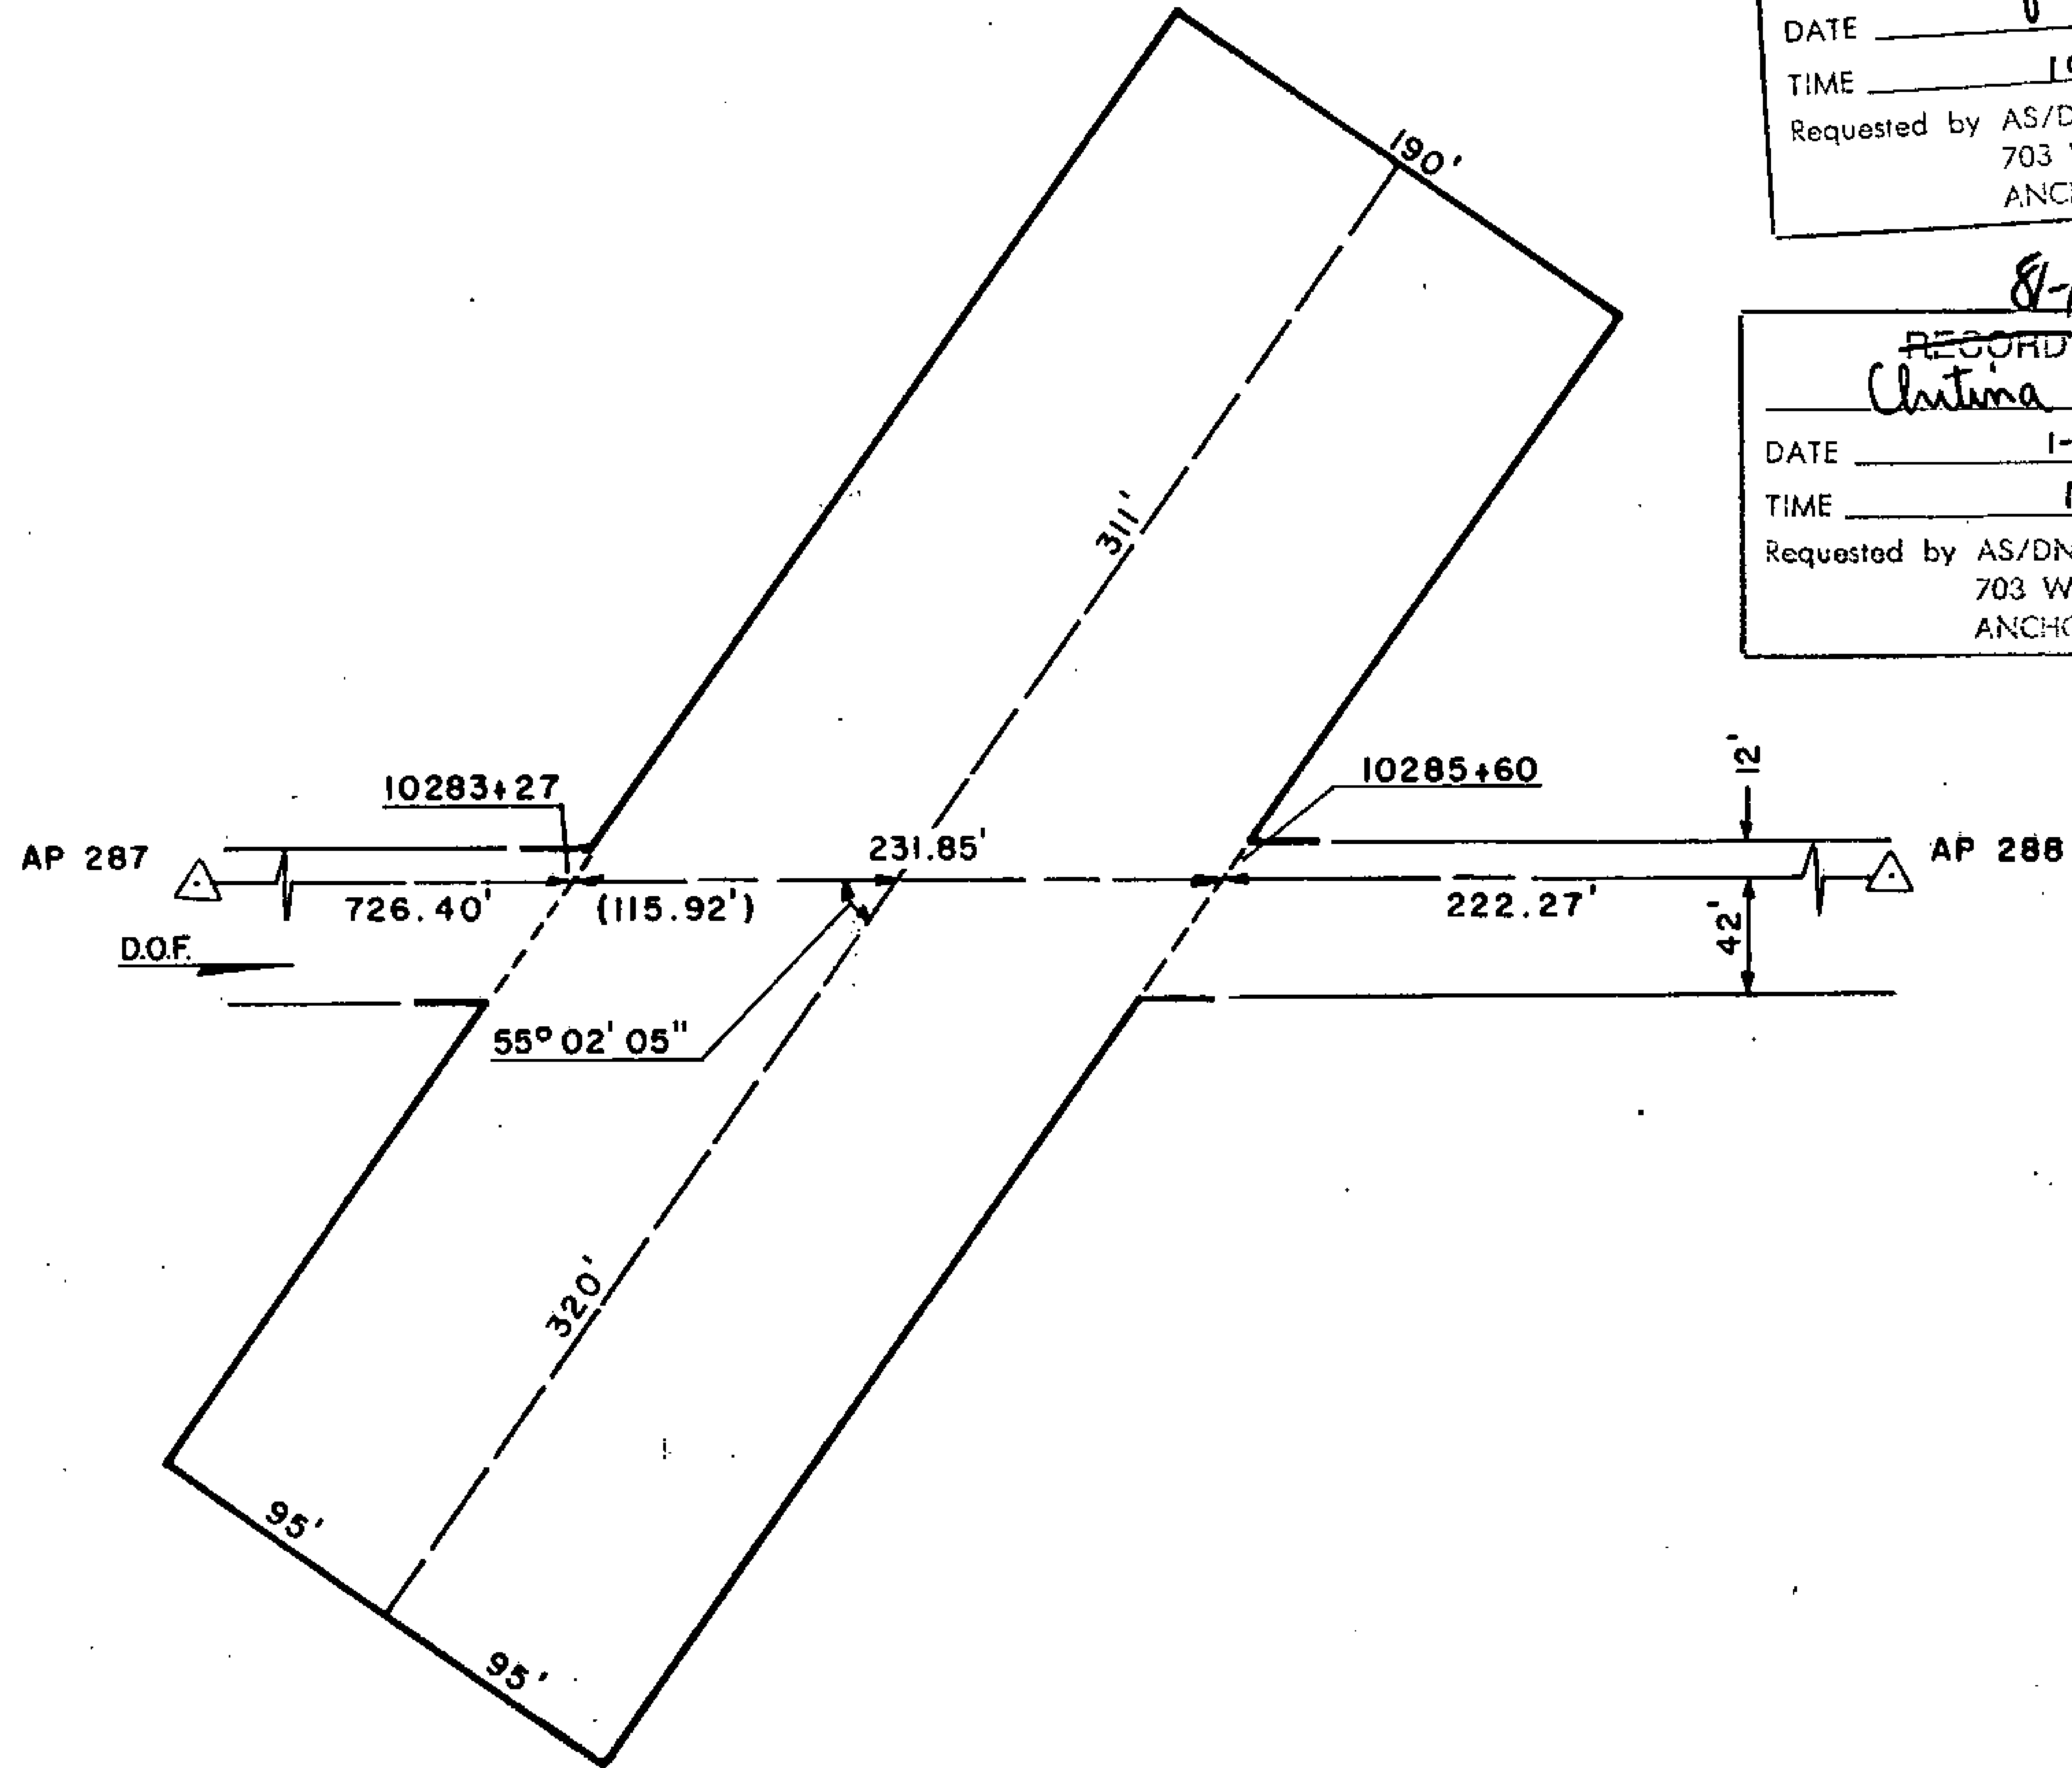 DATE
TIME
Requested by AS/D
703
ANC
190'
RECORD
Chitina
DATE 1-
TIME
Requested by AS/DN
703 W
ANCHO
311'
12'
10283+27
10285+60
231.85'
AP 287
AP 288
726.40'
(115.92')
222.27'
42'
D.O.F.
55° 02' 05"
320'
95'
95'